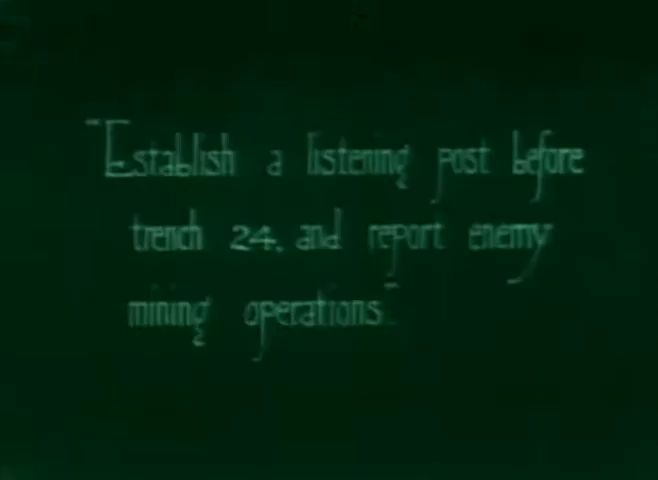 "Establish a listening post before
trench 24, and report enemy
mining operations."